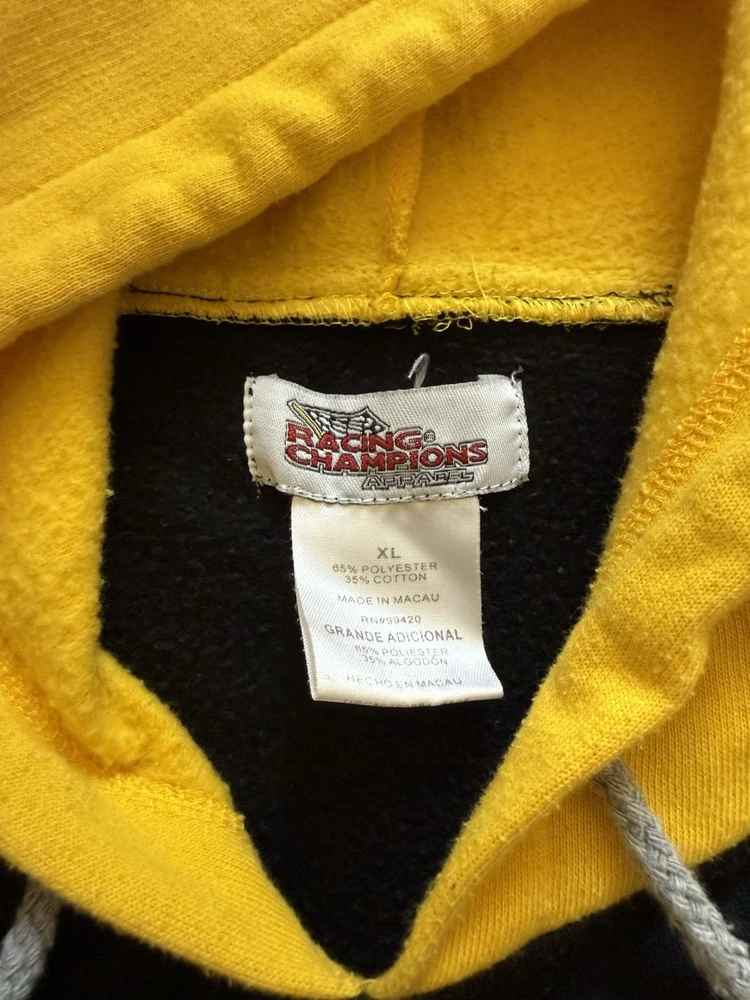 RACING®
CHAMPIONS
APPAREL
XL
65% POLYESTER
35% COTTON
MADE IN MACAU
RN#99420
GRANDE ADICIONAL
65% POLIESTER
35% ALGODÓN
HECHO EN MACAU